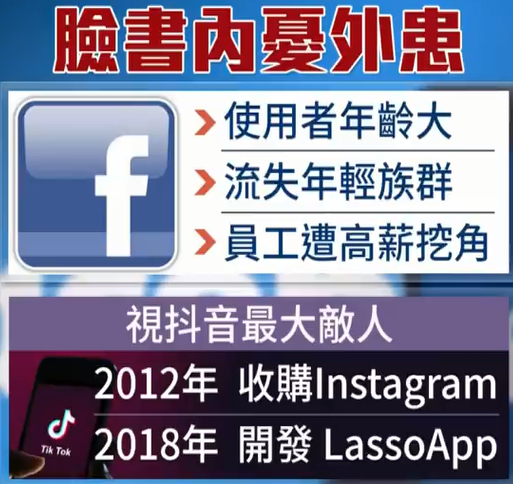 臉書內憂外患
f
使用者年齡大
流失年輕族群
員工遭高薪挖角
視抖音最大敵人
2012年 收購Instagram
2018年 開發 LassoApp
Tik Tok